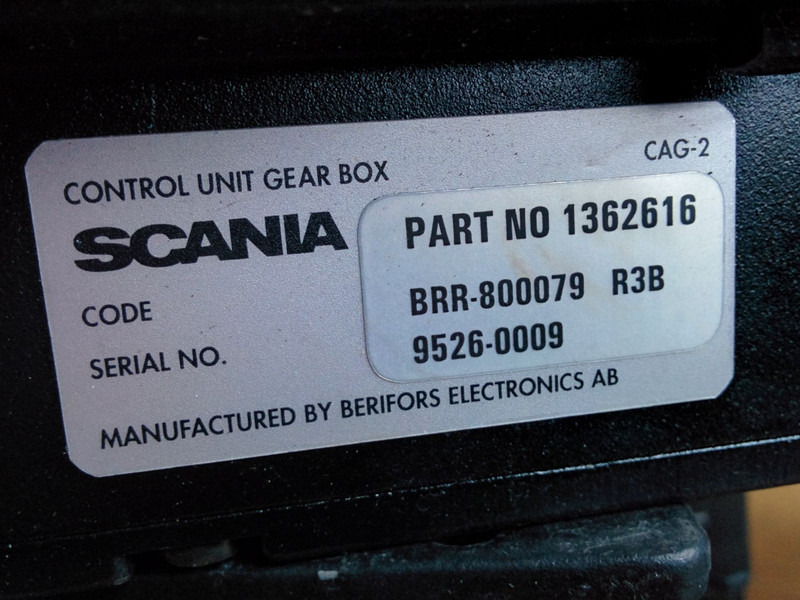 CONTROL UNIT GEAR BOX CAG-2
SCANIA PART NO 1362616
CODE BRR-800079 R3B
SERIAL NO. 9526-0009
MANUFACTURED BY BERIFORS ELECTRONICS AB